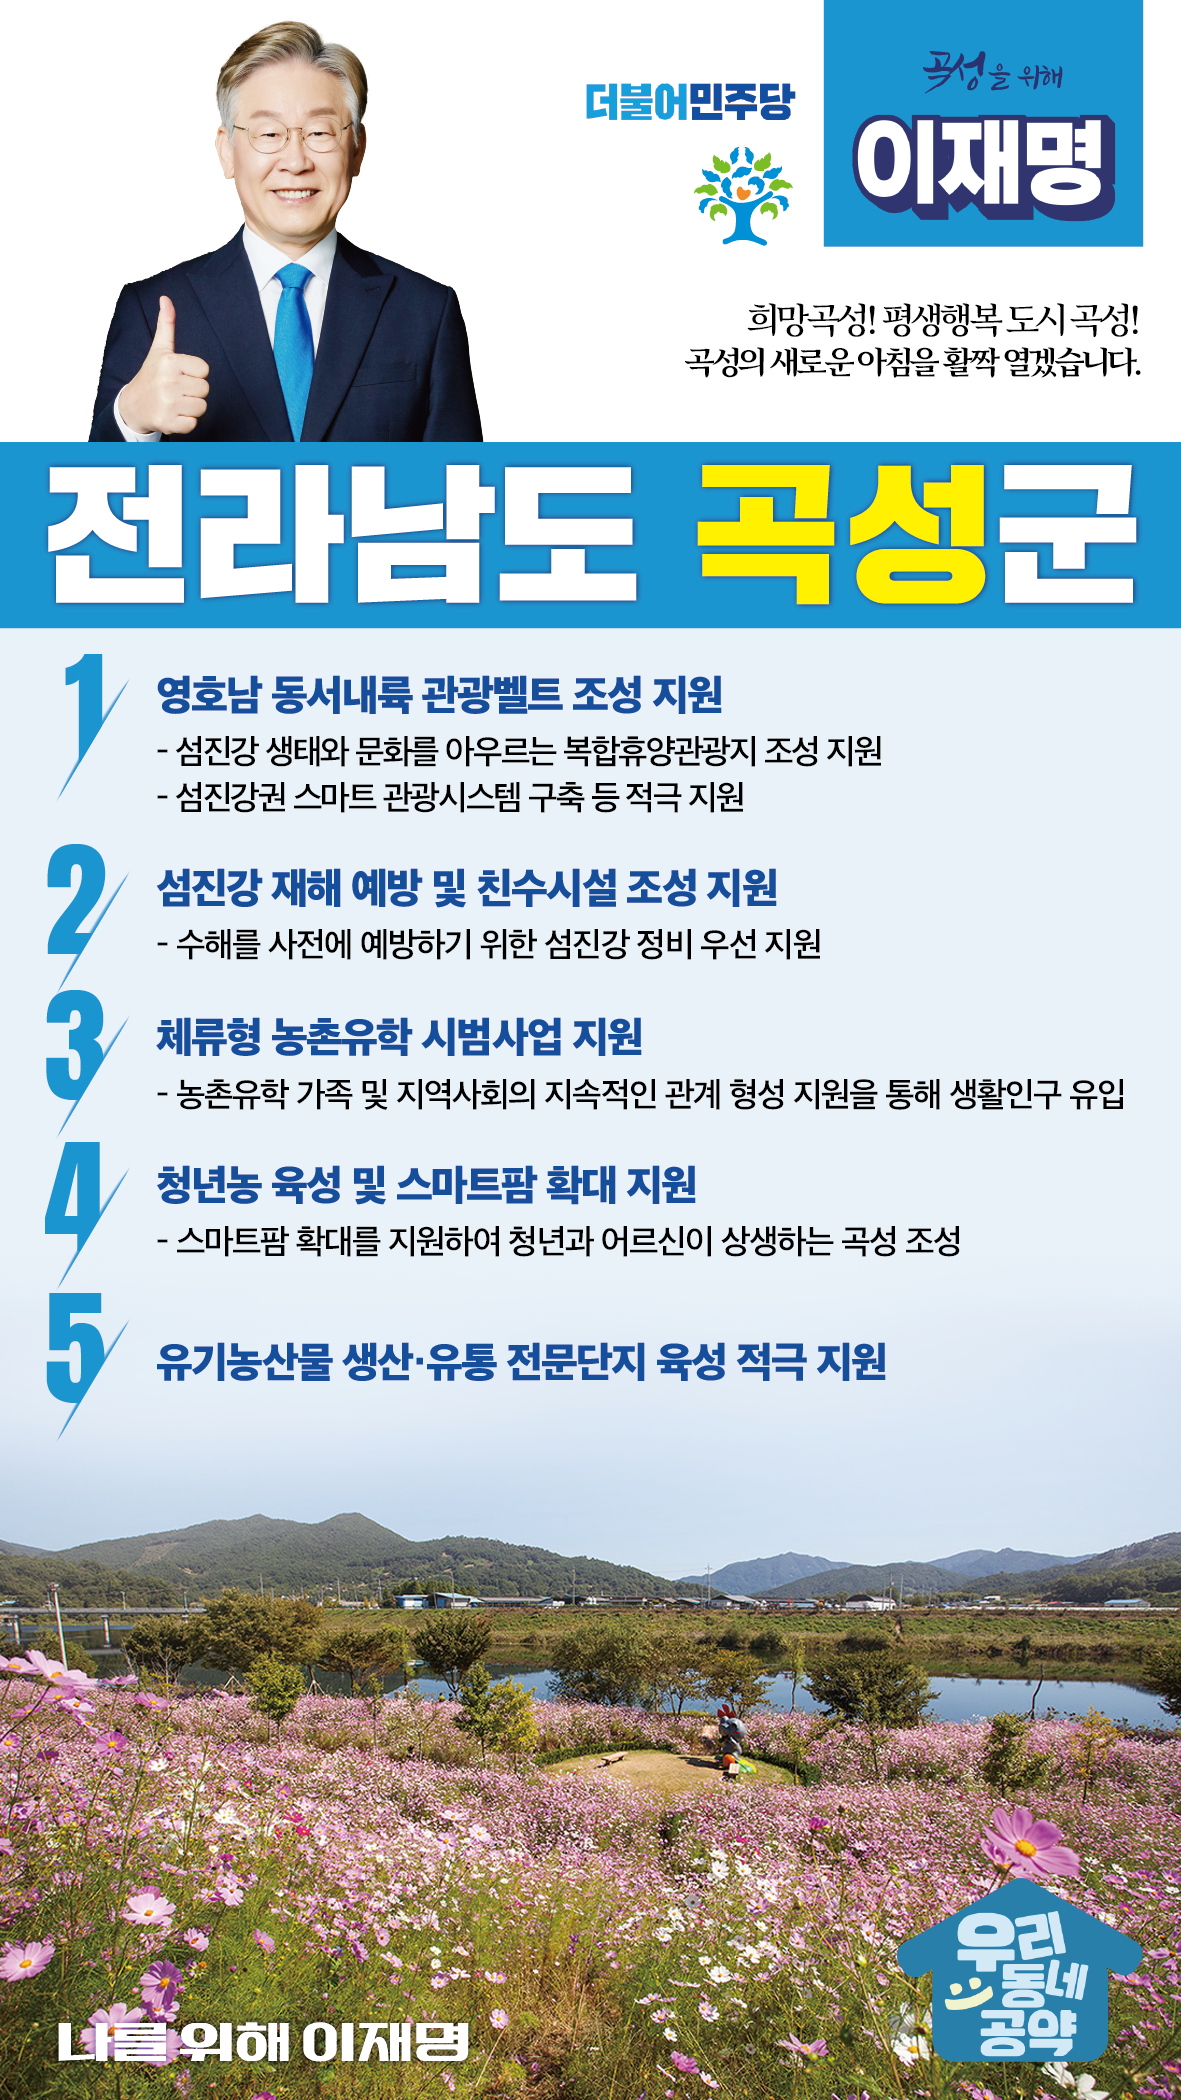 더불어민주당
곡성을 위해
이재명
희망곡성! 평생행복 도시 곡성!
곡성의 새로운 아침을 활짝 열겠습니다.
전라남도 곡성군
1
영호남 동서내륙 관광벨트 조성 지원
- 섬진강 생태와 문화를 아우르는 복합휴양관광지 조성 지원
- 섬진강권 스마트 관광시스템 구축 등 적극 지원
2
섬진강 재해 예방 및 친수시설 조성 지원
- 수해를 사전에 예방하기 위한 섬진강 정비 우선 지원
3
체류형 농촌유학 시범사업 지원
- 농촌유학 가족 및 지역사회의 지속적인 관계 형성 지원을 통해 생활인구 유입
4
청년농 육성 및 스마트팜 확대 지원
- 스마트팜 확대를 지원하여 청년과 어르신이 상생하는 곡성 조성
5
유기농산물 생산·유통 전문단지 육성 적극 지원
우리
동네
공약
나를 위해 이재명